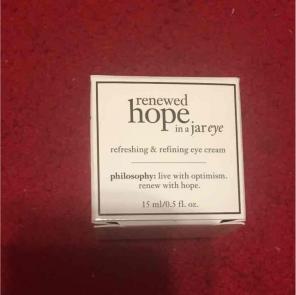 renewed
hope
in a jar eye
refreshing & refining eye cream
philosophy: live with optimism.
renew with hope.
15 ml/0.5 fl. oz.